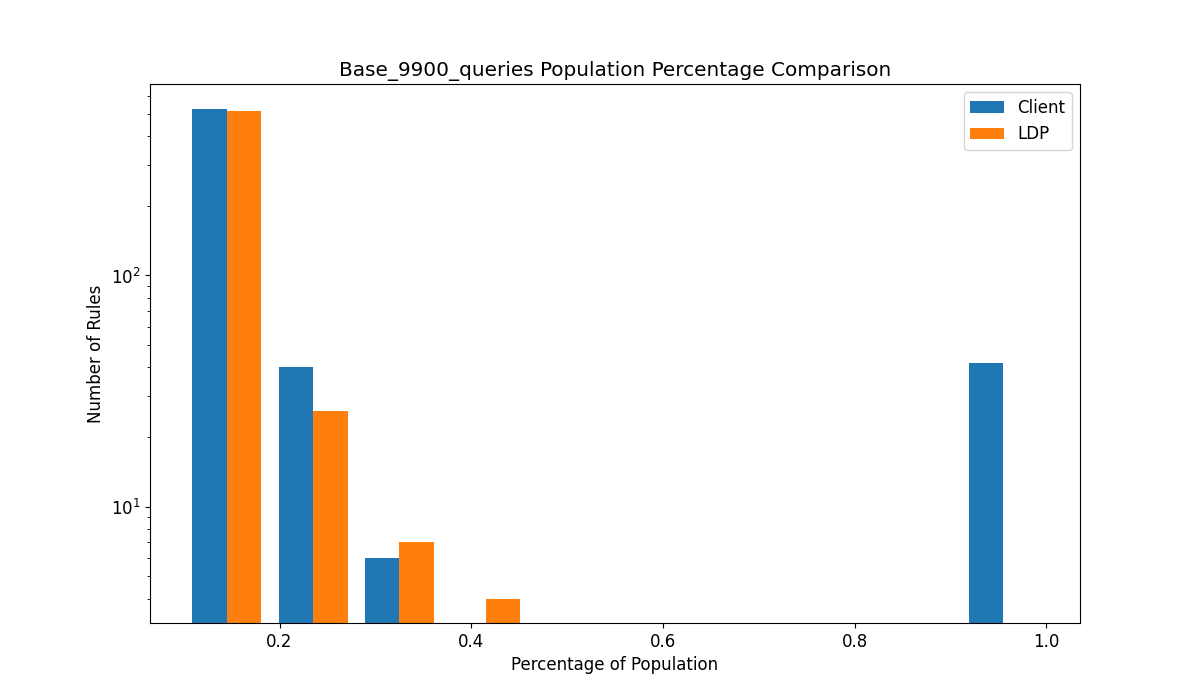 Base_9900_queries Population Percentage Comparison
Client
LDP
Number of Rules
10²
10¹
0.2 0.4 0.6 0.8 1.0
Percentage of Population